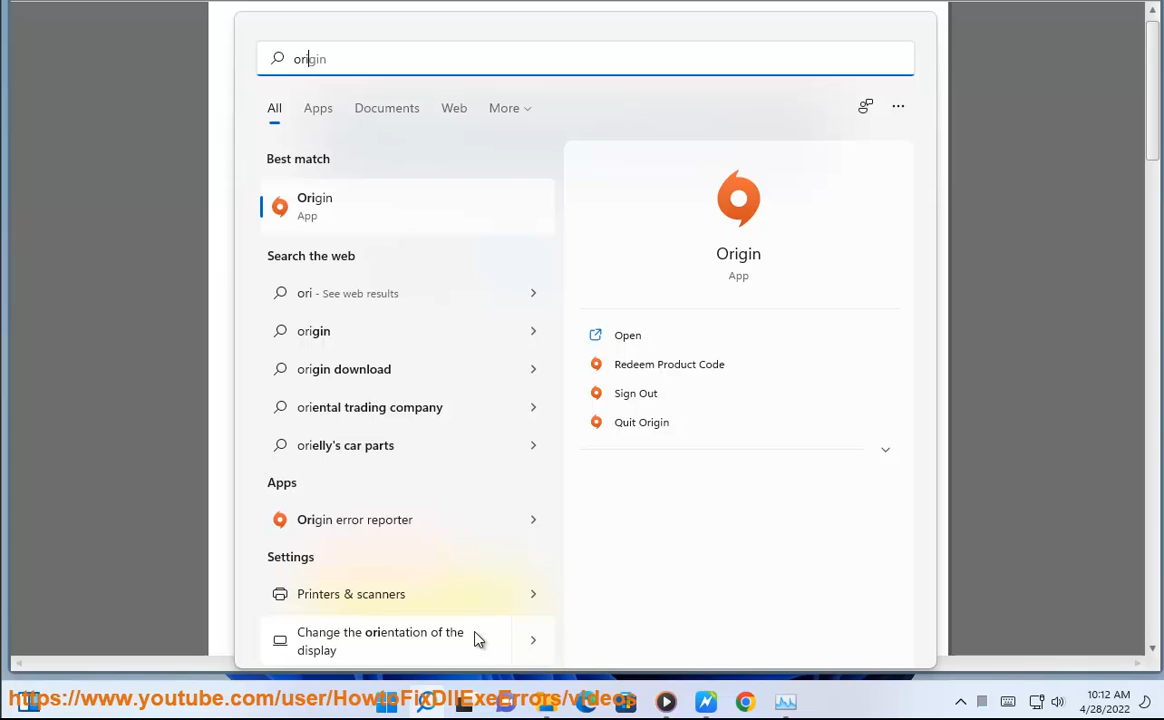 origin
All Apps Documents Web More
Best match
Origin
App
Search the web
ori - See web results
origin
origin download
oriental trading company
orielly's car parts
Apps
Origin error reporter
Settings
Printers & scanners
Change the orientation of the
display
Origin
App
Open
Redeem Product Code
Sign Out
Quit Origin
https://www.youtube.com/user/HowtoFixDllExeErrors/videos
10:12 AM
4/28/2022